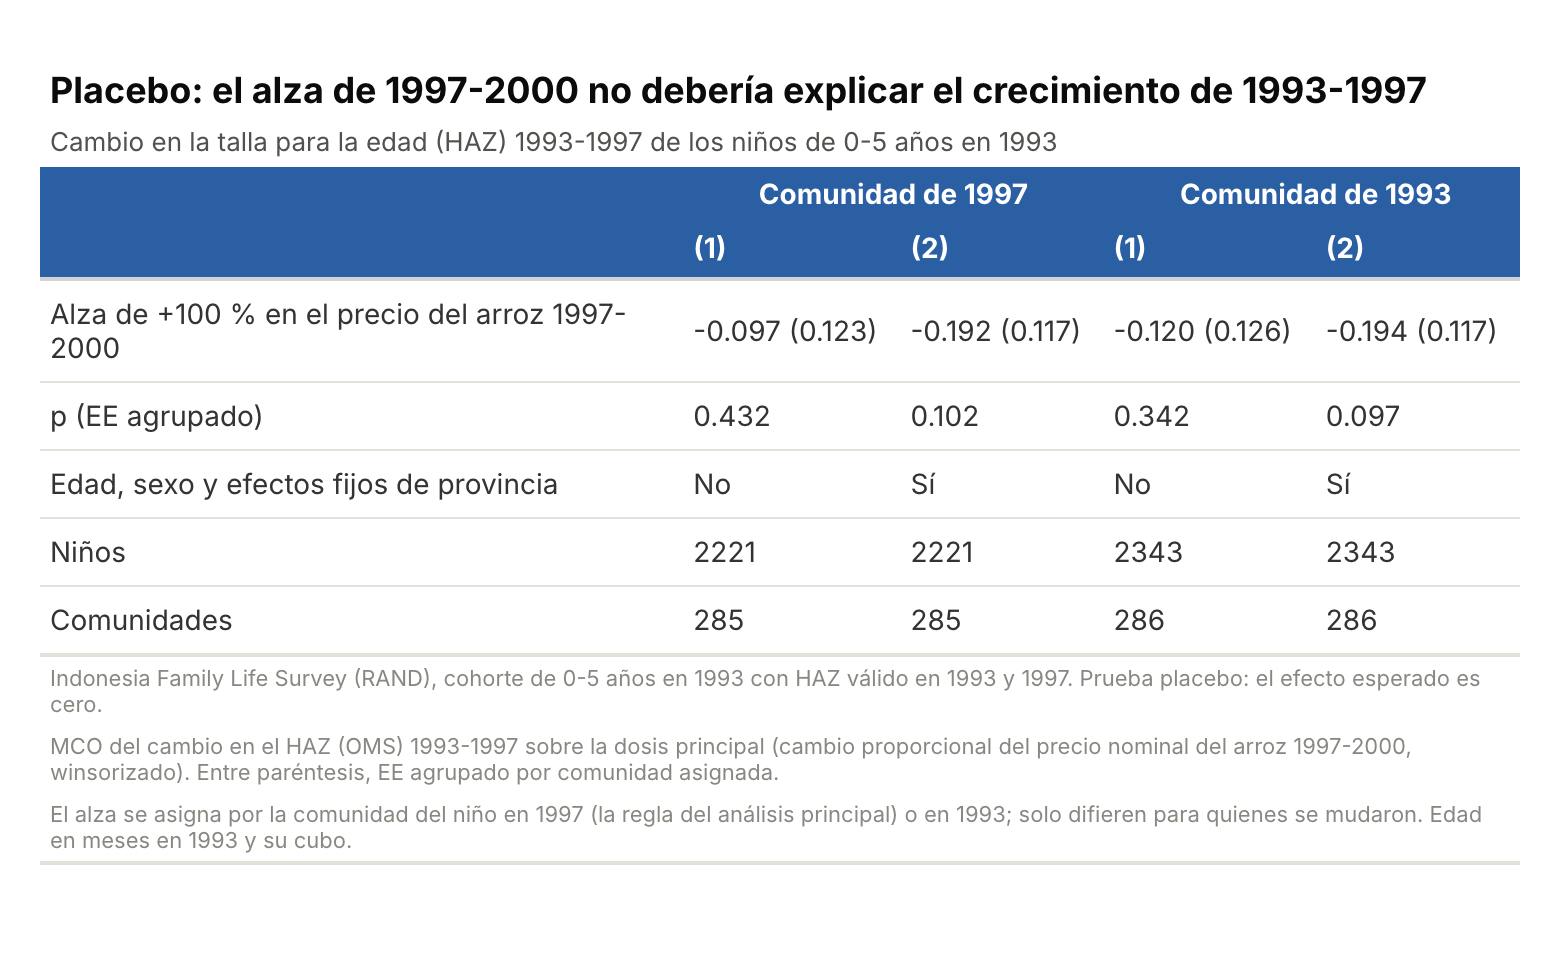 Placebo: el alza de 1997-2000 no debería explicar el crecimiento de 1993-1997
Cambio en la talla para la edad (HAZ) 1993-1997 de los niños de 0-5 años en 1993
Comunidad de 1997 Comunidad de 1993
(1) (2) (1) (2)
Alza de +100 % en el precio del arroz 1997-
2000
-0.097 (0.123) -0.192 (0.117) -0.120 (0.126) -0.194 (0.117)
p (EE agrupado) 0.432 0.102 0.342 0.097
Edad, sexo y efectos fijos de provincia No Sí No Sí
Niños 2221 2221 2343 2343
Comunidades 285 285 286 286
Indonesia Family Life Survey (RAND), cohorte de 0-5 años en 1993 con HAZ válido en 1993 y 1997. Prueba placebo: el efecto esperado es
cero.
MCO del cambio en el HAZ (OMS) 1993-1997 sobre la dosis principal (cambio proporcional del precio nominal del arroz 1997-2000,
winsorizado). Entre paréntesis, EE agrupado por comunidad asignada.
El alza se asigna por la comunidad del niño en 1997 (la regla del análisis principal) o en 1993; solo difieren para quienes se mudaron. Edad
en meses en 1993 y su cubo.